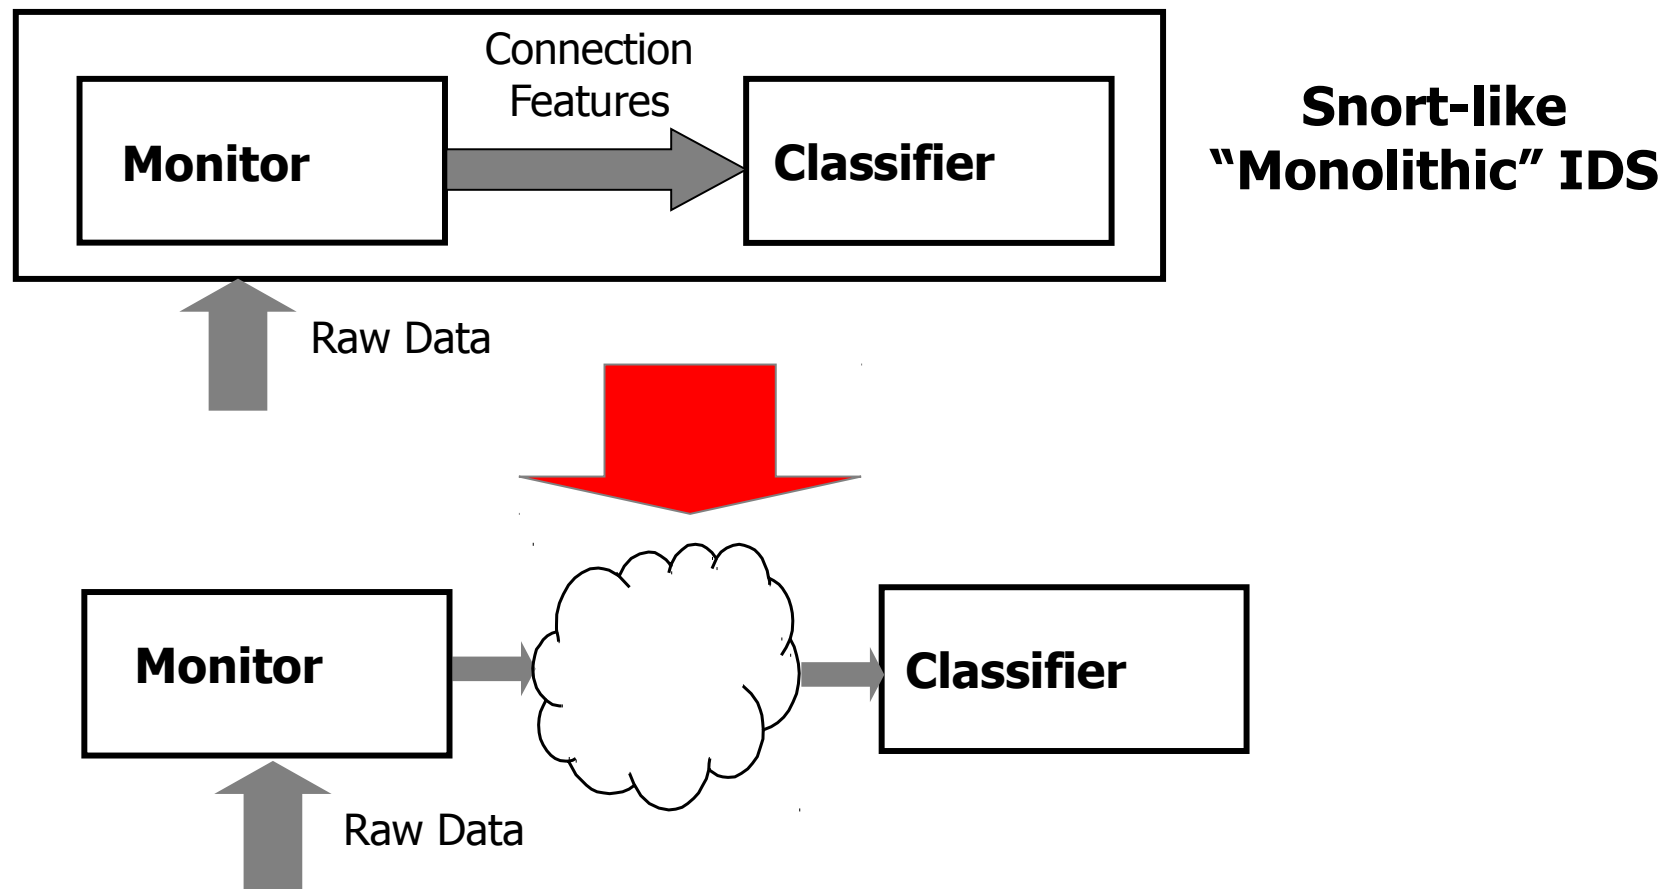 Connection
Features
Monitor
Classifier
Snort-like
“Monolithic” IDS
Raw Data
Monitor
Classifier
Raw Data